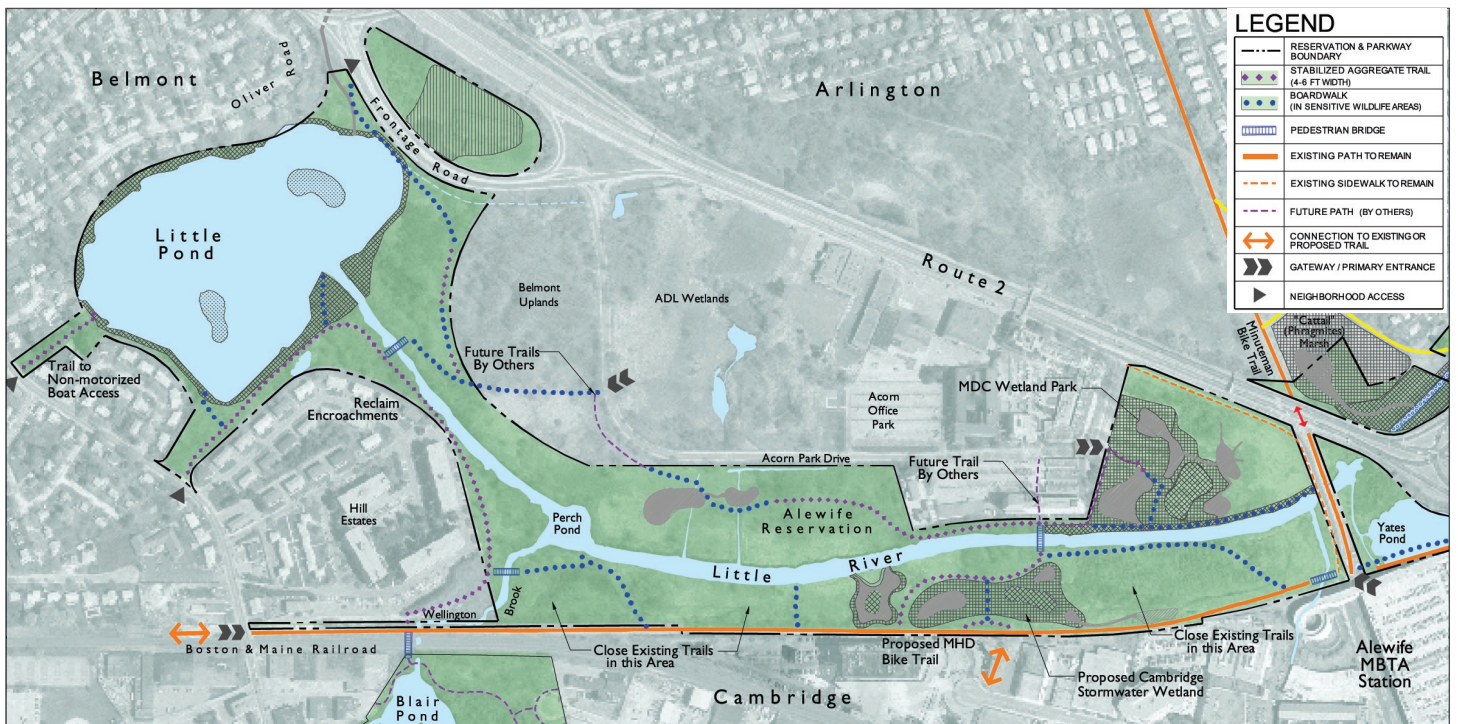 Belmont
Oliver Road
Frontage Road
Arlington
Little
Pond
Route 2
Belmont
Uplands
ADL Wetlands
Future Trails
By Others
Trail to
Non-motorized
Boat Access
Reclaim
Encroachments
Hill
Estates
Acorn
Office
Park
Acorn Park Drive
MDC Wetland Park
Future Trail
By Others
Alewife
Reservation
Perch
Pond
Little River
Wellington Brook
Boston & Maine Railroad
Close Existing Trails
in this Area
Proposed MHD
Bike Trail
Proposed Cambridge
Stormwater Wetland
Close Existing Trails
in this Area
Blair
Pond
Cambridge
Alewife
MBTA
Station
Yates
Pond
Minuteman
Bike Trail
"Cattail"
(Phragmites)
Marsh
LEGEND
RESERVATION & PARKWAY
BOUNDARY
STABILIZED AGGREGATE TRAIL
(4-6 FT WIDTH)
BOARDWALK
(IN SENSITIVE WILDLIFE AREAS)
PEDESTRIAN BRIDGE
EXISTING PATH TO REMAIN
EXISTING SIDEWALK TO REMAIN
FUTURE PATH (BY OTHERS)
CONNECTION TO EXISTING OR
PROPOSED TRAIL
GATEWAY / PRIMARY ENTRANCE
NEIGHBORHOOD ACCESS